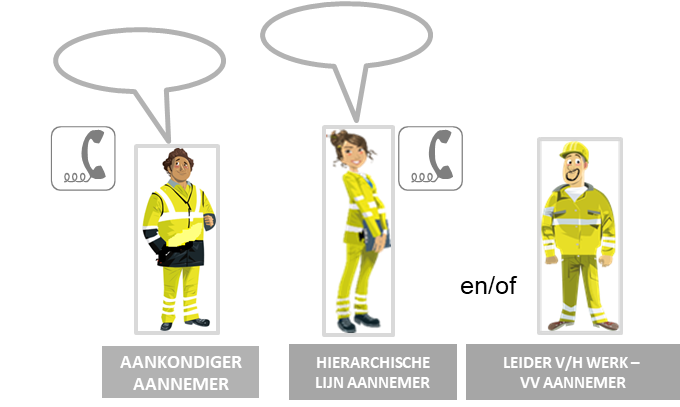 en/of
AANKONDIGER
AANNEMER
HIERARCHISCHE
LIJN AANNEMER
LEIDER V/H WERK –
VV AANNEMER